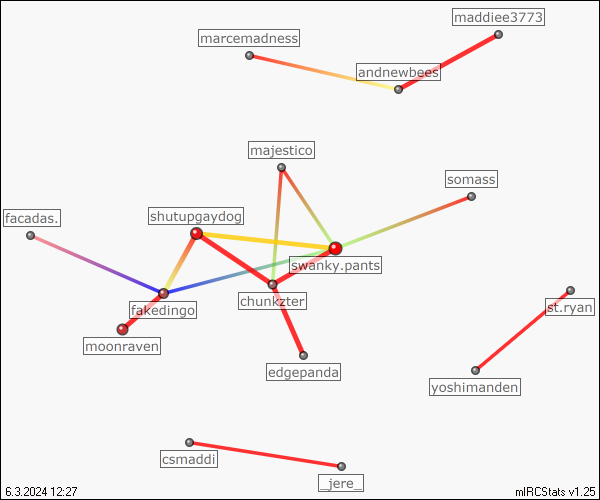 maddiee3773
marcemadness
andnewbees
majestico
somass
facadas.
shutupgaydog
swanky.pants
chunkzter
fakedingo
st.ryan
moonraven
edgepanda
yoshimanden
csmaddi
_jere_
6.3.2024 12:27
mIRCStats v1.25